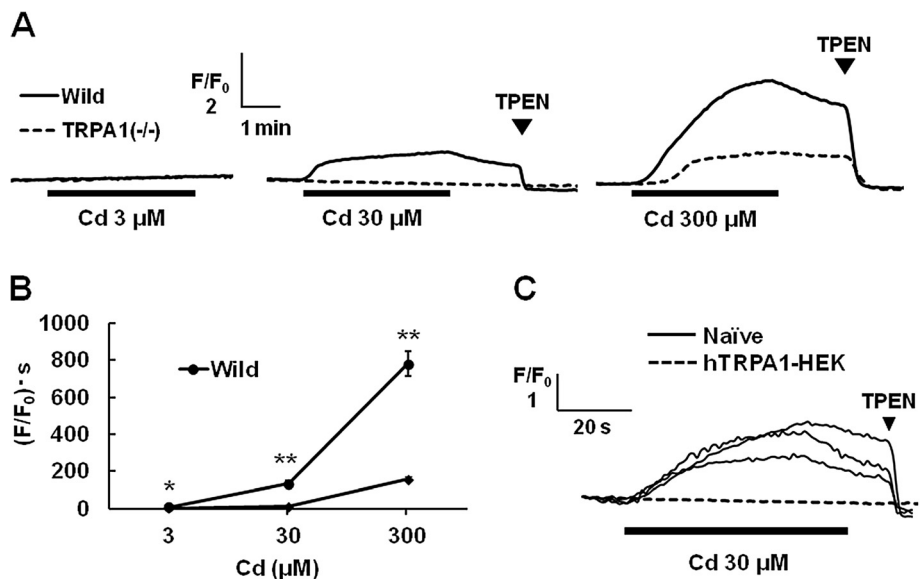 A
Wild
TRPA1(-/-)
F/F0
2
1 min
TPEN
TPEN
Cd 3 µM
Cd 30 µM
Cd 300 µM
B
1000
800
600
400
200
0
(F/F0)・s
Wild
*
**
**
3
30
300
Cd (µM)
C
Naïve
hTRPA1-HEK
F/F0
1
20 s
TPEN
Cd 30 µM